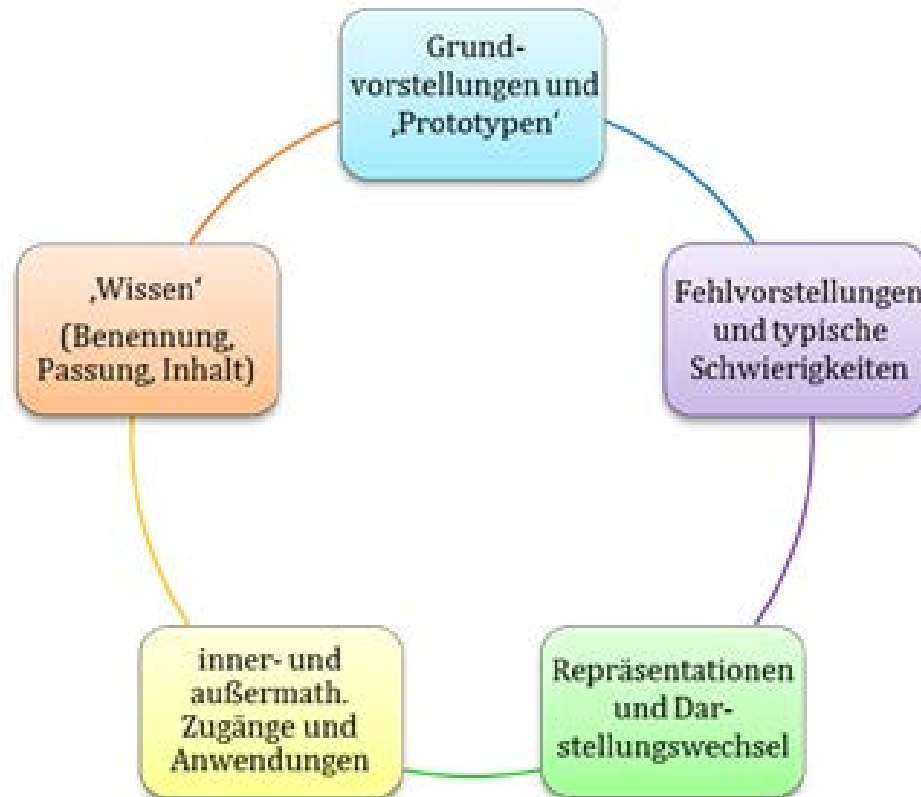 Grund-
vorstellungen und
‚Prototypen‘
Fehlvorstellungen
und typische
Schwierigkeiten
Repräsentationen
und Dar-
stellungswechsel
inner- und
außermath.
Zugänge und
Anwendungen
‚Wissen‘
(Benennung,
Passung, Inhalt)